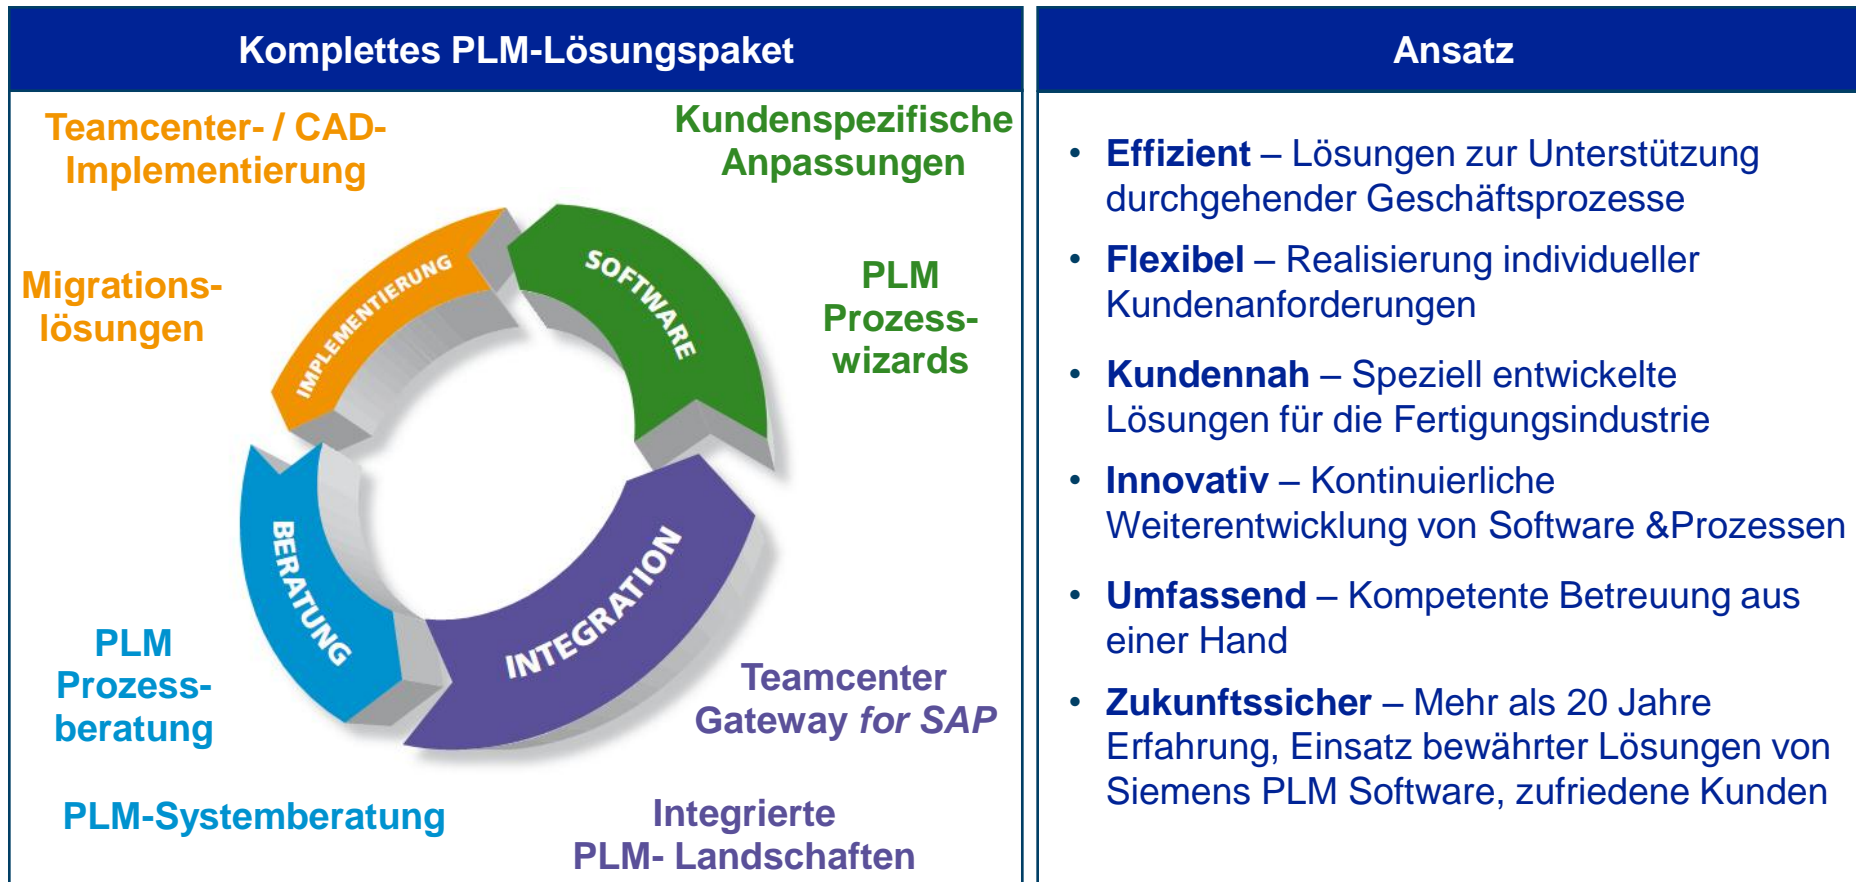 Komplettes PLM-Lösungspaket
Teamcenter- / CAD-
Implementierung
Kundenspezifische
Anpassungen
Migrations-
lösungen
PLM
Prozess-
wizards
IMPLEMENTIERUNG
SOFTWARE
BERATUNG
INTEGRATION
PLM
Prozess-
beratung
Teamcenter
Gateway for SAP
PLM-Systemberatung
Integrierte
PLM- Landschaften
Ansatz
• Effizient – Lösungen zur Unterstützung
durchgehender Geschäftsprozesse
• Flexibel – Realisierung individueller
Kundenanforderungen
• Kundennah – Speziell entwickelte
Lösungen für die Fertigungsindustrie
• Innovativ – Kontinuierliche
Weiterentwicklung von Software &Prozessen
• Umfassend – Kompetente Betreuung aus
einer Hand
• Zukunftssicher – Mehr als 20 Jahre
Erfahrung, Einsatz bewährter Lösungen von
Siemens PLM Software, zufriedene Kunden